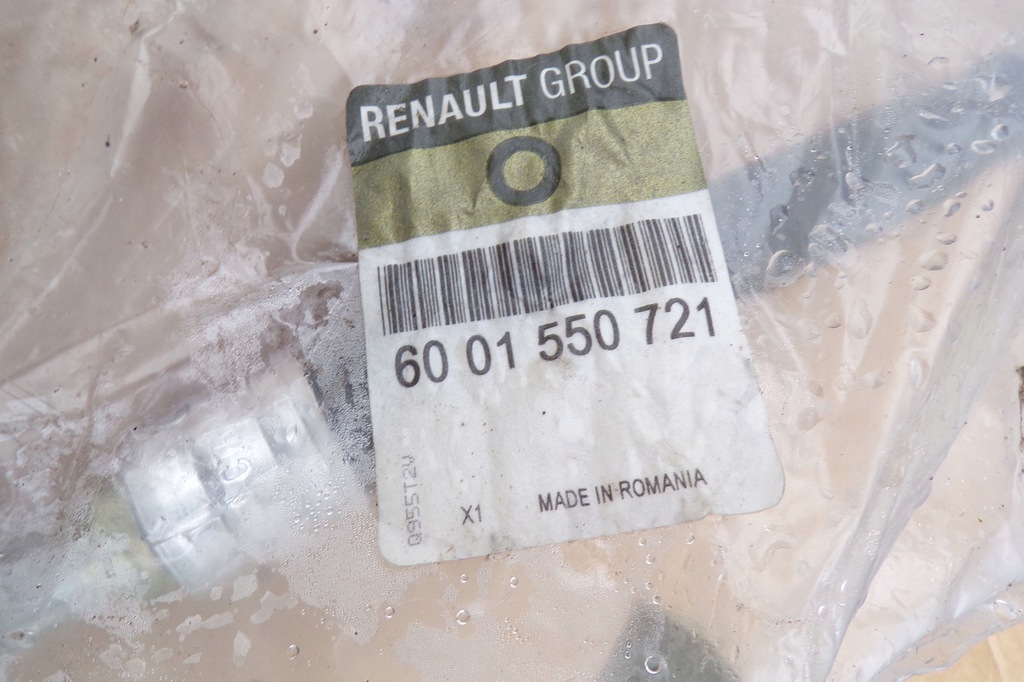 RENAULT GROUP
60 01 550 721
Q955T2V
X1
MADE IN ROMANIA